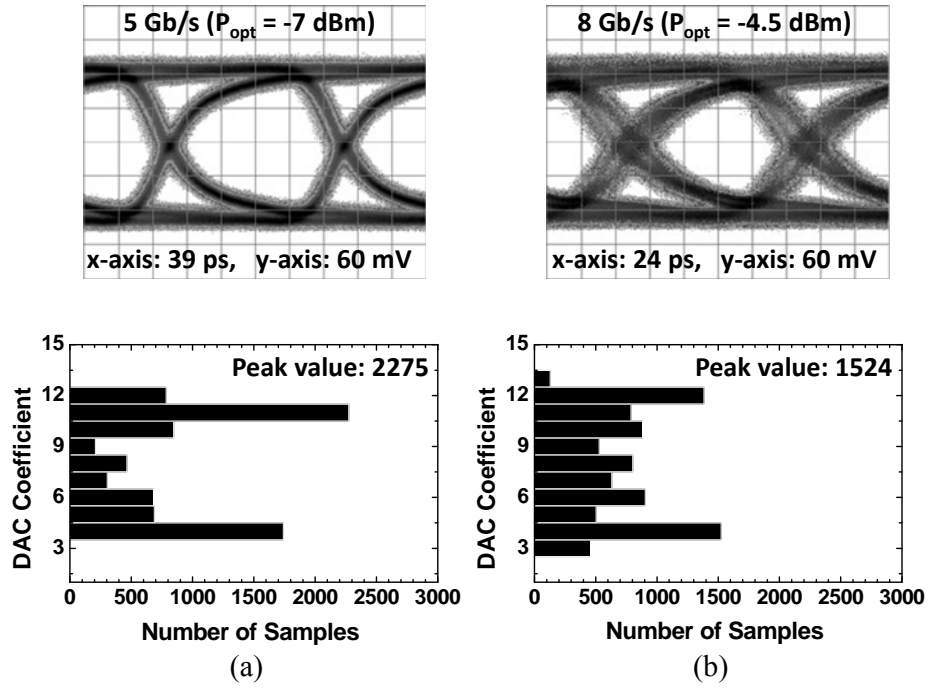 5 Gb/s (Popt = -7 dBm)
x-axis: 39 ps, y-axis: 60 mV
8 Gb/s (Popt = -4.5 dBm)
x-axis: 24 ps, y-axis: 60 mV
Peak value: 2275
DAC Coefficient
15
12
9
6
3
0 500 1000 1500 2000 2500 3000
Number of Samples
(a)
Peak value: 1524
DAC Coefficient
15
12
9
6
3
0 500 1000 1500 2000 2500 3000
Number of Samples
(b)